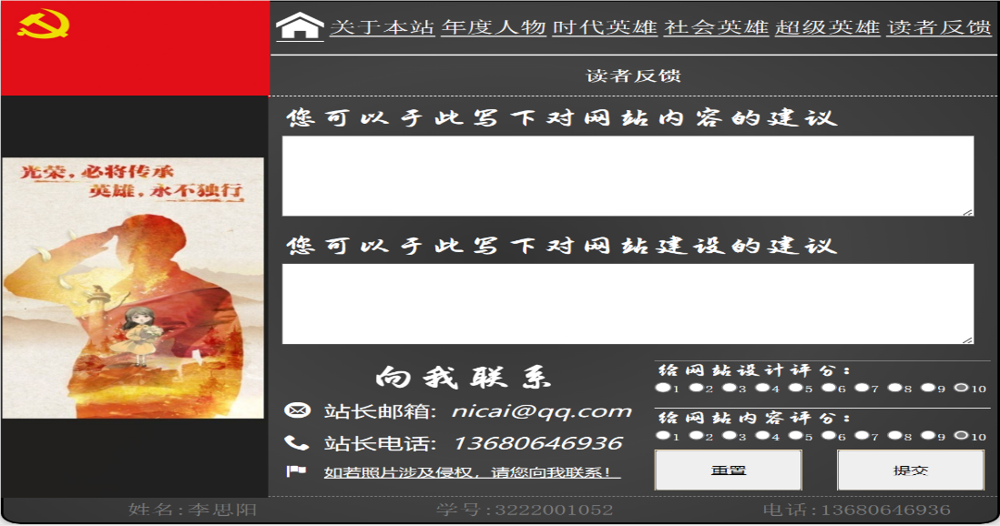 关于本站 年度人物 时代英雄 社会英雄 超级英雄 读者反馈
读者反馈
光荣，必将传承
英雄，永不独行
您可以于此写下对网站内容的建议
您可以于此写下对网站建设的建议
向我联系
站长邮箱: nicai@qq.com
站长电话: 13680646936
如若照片涉及侵权，请您向我联系！
给网站设计评分：
1 2 3 4 5 6 7 8 9 10
给网站内容评分：
1 2 3 4 5 6 7 8 9 10
重置 提交
姓名:李思阳 学号:3222001052 电话:13680646936